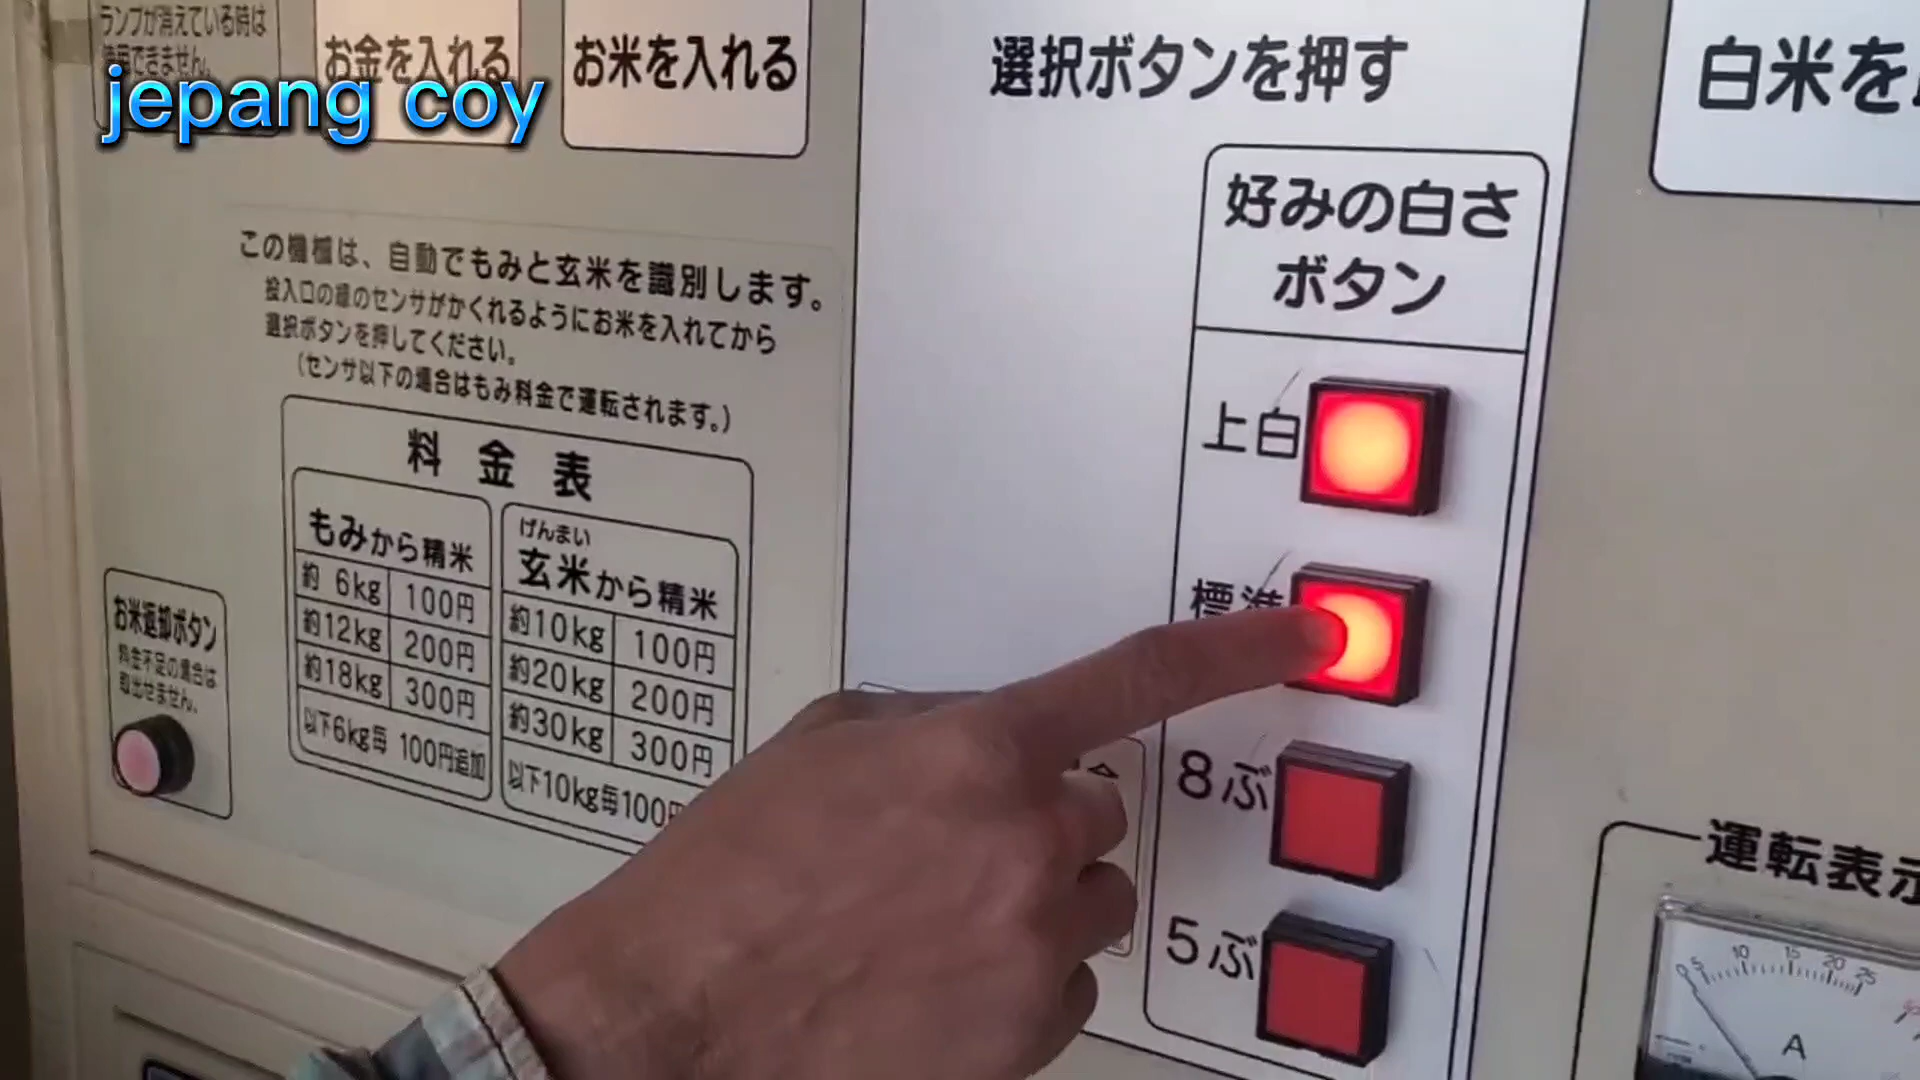 ランプが消えている時は
使用できません。
jepang coy
お金を入れる
お米を入れる
選択ボタンを押す
白米を
この機械は、自動でもみと玄米を識別します。
投入口の縁のセンサがかくれるようにお米を入れてから
選択ボタンを押してください。
（センサ以下の場合はもみ料金で運転されます。）
料金表
もみから精米
約 6kg 100円
約12kg 200円
約18kg 300円
以下6kg毎 100円追加
げんまい
玄米から精米
約10kg 100円
約20kg 200円
約30kg 300円
以下10kg毎100円
お米返却ボタン
料金不足の場合は
取出せません。
好みの白さ
ボタン
上白
標準
8ぶ
5ぶ
運転表示
0 5 10 15 20 25
A